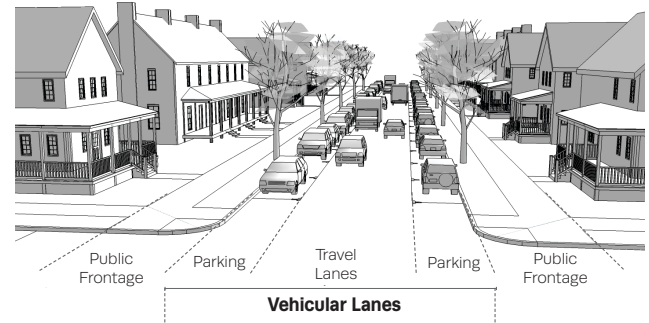 Public
Frontage
Parking
Travel
Lanes
Parking
Public
Frontage
Vehicular Lanes